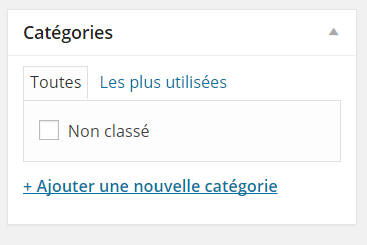 Catégories
Toutes Les plus utilisées
Non classé
+ Ajouter une nouvelle catégorie